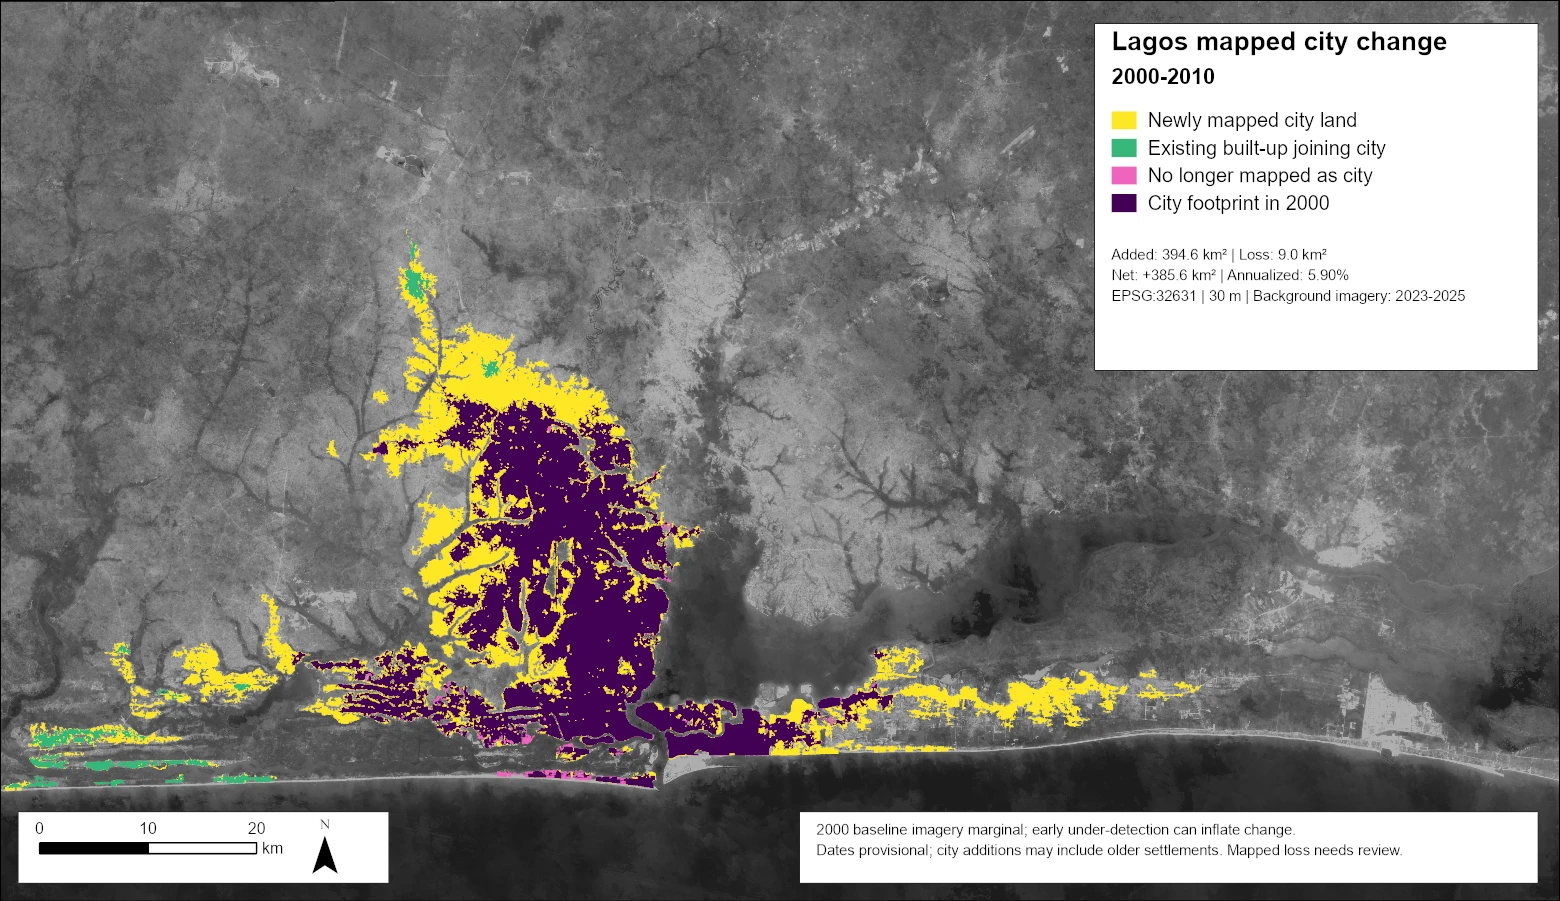 Lagos mapped city change
2000-2010
Newly mapped city land
Existing built-up joining city
No longer mapped as city
City footprint in 2000
Added: 394.6 km² | Loss: 9.0 km²
Net: +385.6 km² | Annualized: 5.90%
EPSG:32631 | 30 m | Background imagery: 2023-2025
0 10 20
km
N
2000 baseline imagery marginal; early under-detection can inflate change.
Dates provisional; city additions may include older settlements. Mapped loss needs review.